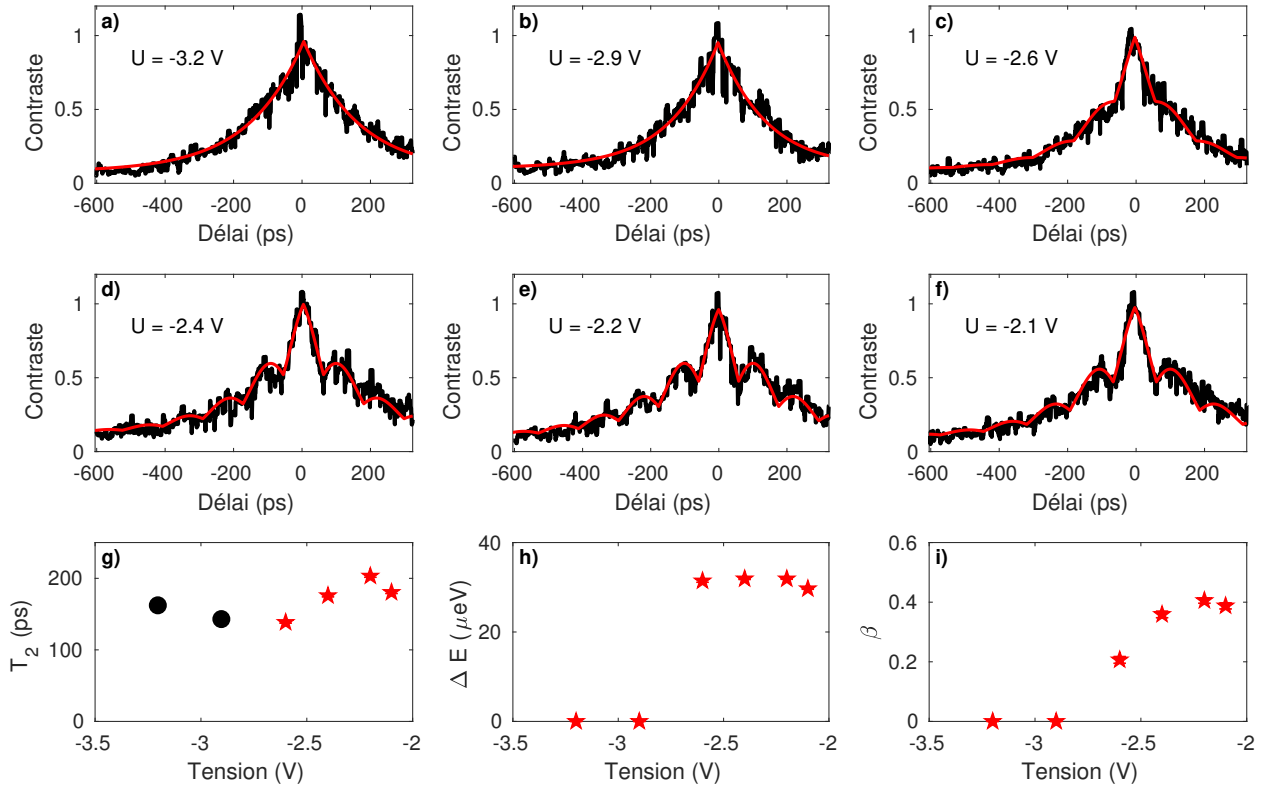 a)
U = -3.2 V
1
0.5
0
-600 -400 -200 0 200
Délai (ps)
Contraste
b)
U = -2.9 V
1
0.5
0
-600 -400 -200 0 200
Délai (ps)
Contraste
c)
U = -2.6 V
1
0.5
0
-600 -400 -200 0 200
Délai (ps)
Contraste
d)
U = -2.4 V
1
0.5
0
-600 -400 -200 0 200
Délai (ps)
Contraste
e)
U = -2.2 V
1
0.5
0
-600 -400 -200 0 200
Délai (ps)
Contraste
f)
U = -2.1 V
1
0.5
0
-600 -400 -200 0 200
Délai (ps)
Contraste
g)
200
100
0
-3.5 -3 -2.5 -2
Tension (V)
T2 (ps)
h)
40
20
0
-3.5 -3 -2.5 -2
Tension (V)
Δ E (μeV)
i)
0.6
0.4
0.2
0
-3.5 -3 -2.5 -2
Tension (V)
β